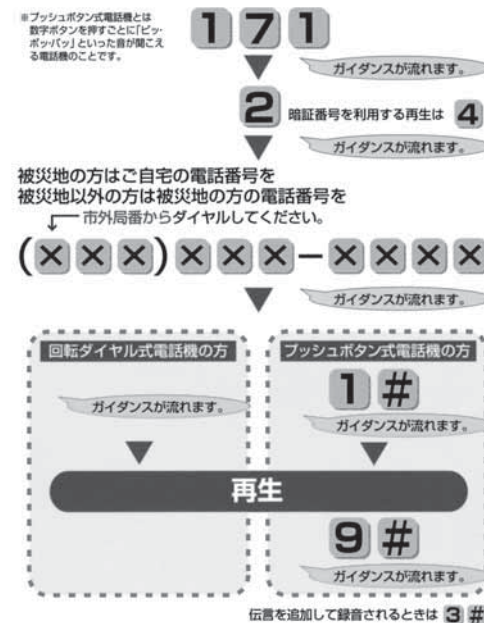 ※プッシュボタン式電話機とは
数字ボタンを押すごとに「ピッ・
ポッ・パッ」といった音が聞こえ
る電話機のことです。
1 7 1
ガイダンスが流れます。
2 暗証番号を利用する再生は 4
ガイダンスが流れます。
被災地の方はご自宅の電話番号を
被災地以外の方は被災地の方の電話番号を
市外局番からダイヤルしてください。
(×××)×××-××××
ガイダンスが流れます。
回転ダイヤル式電話機の方
ガイダンスが流れます。
プッシュボタン式電話機の方
1 #
ガイダンスが流れます。
再生
9 #
ガイダンスが流れます。
伝言を追加して録音されるときは 3 #